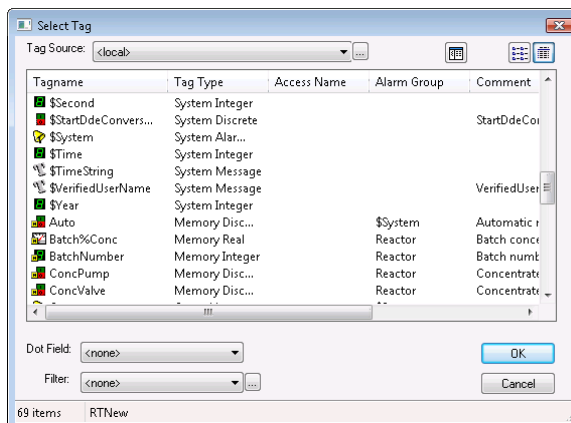 Select Tag
Tag Source: <local> ...
Tagname Tag Type Access Name Alarm Group Comment
$Second System Integer
$StartDdeConvers... System Discrete StartDdeCo
$System System Alar...
$Time System Integer
$TimeString System Message
$VerifiedUserName System Message VerifiedUser
$Year System Integer
Auto Memory Disc... $System Automatic
Batch%Conc Memory Real Reactor Batch conce
BatchNumber Memory Integer Reactor Batch numb
ConcPump Memory Disc... Reactor Concentrate
ConcValve Memory Disc... Reactor Concentrate
Dot Field: <none>
OK
Filter: <none> ...
Cancel
69 items RTNew